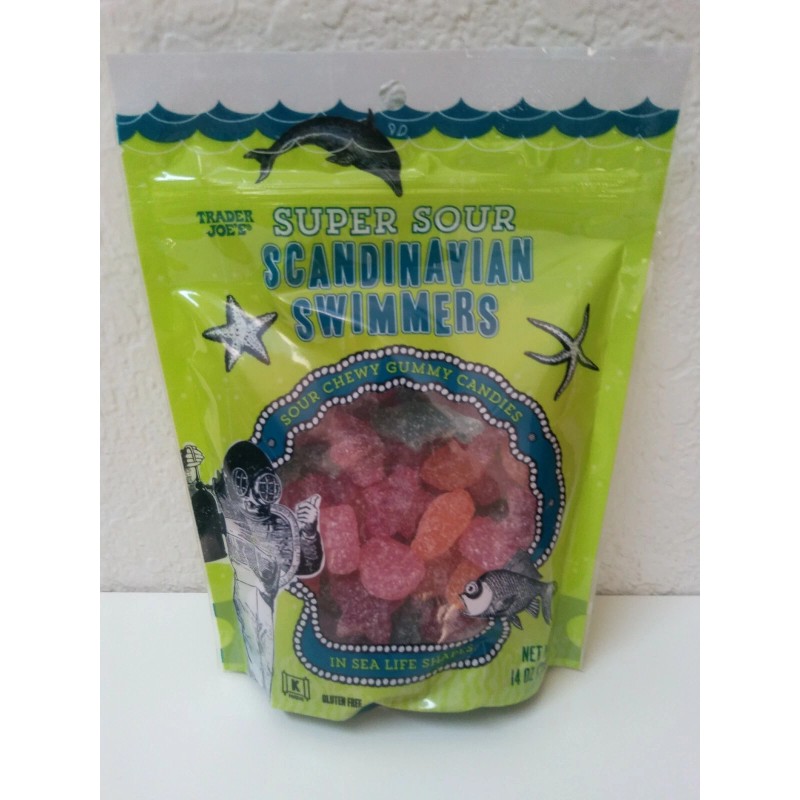 TRADER
JOE'S®
SUPER SOUR
SCANDINAVIAN
SWIMMERS
SOUR CHEWY GUMMY CANDIES
IN SEA LIFE SHAPES
NET
14 OZ
K
GLUTEN FREE